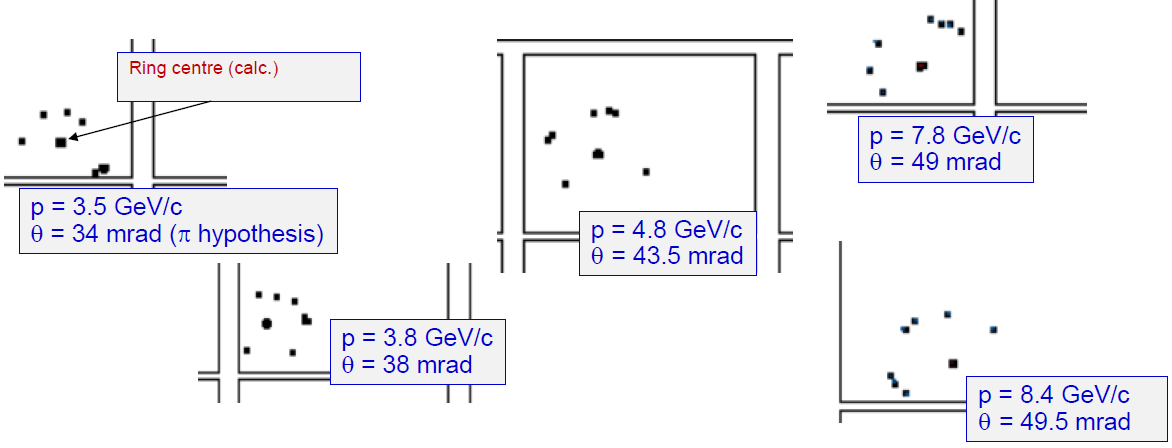 Ring centre (calc.)
p = 3.5 GeV/c
θ = 34 mrad (π hypothesis)
p = 3.8 GeV/c
θ = 38 mrad
p = 4.8 GeV/c
θ = 43.5 mrad
p = 7.8 GeV/c
θ = 49 mrad
p = 8.4 GeV/c
θ = 49.5 mrad